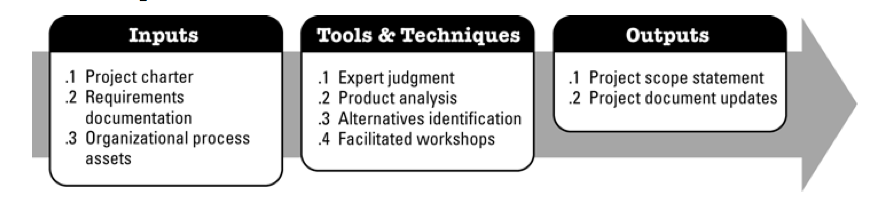 Inputs
.1 Project charter
.2 Requirements
documentation
.3 Organizational process
assets
Tools & Techniques
.1 Expert judgment
.2 Product analysis
.3 Alternatives identification
.4 Facilitated workshops
Outputs
.1 Project scope statement
.2 Project document updates